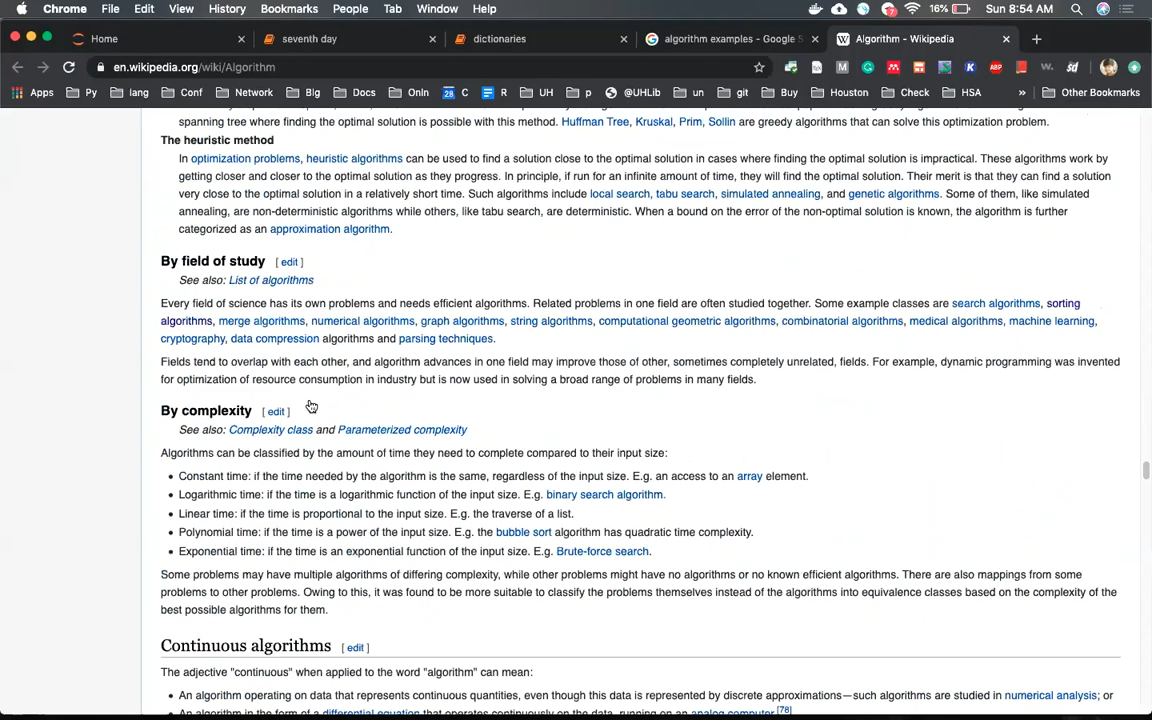 Chrome File Edit View History Bookmarks People Tab Window Help 7 16% Sun 8:54 AM
Home seventh day dictionaries algorithm examples - Google S Algorithm - Wikipedia
en.wikipedia.org/wiki/Algorithm
Apps Py lang Conf Network Big Docs OnIn 28 C R UH p @UHLib un git Buy Houston Check HSA » Other Bookmarks
spanning tree where finding the optimal solution is possible with this method. Huffman Tree, Kruskal, Prim, Sollin are greedy algorithms that can solve this optimization problem.
The heuristic method
In optimization problems, heuristic algorithms can be used to find a solution close to the optimal solution in cases where finding the optimal solution is impractical. These algorithms work by
getting closer and closer to the optimal solution as they progress. In principle, if run for an infinite amount of time, they will find the optimal solution. Their merit is that they can find a solution
very close to the optimal solution in a relatively short time. Such algorithms include local search, tabu search, simulated annealing, and genetic algorithms. Some of them, like simulated
annealing, are non-deterministic algorithms while others, like tabu search, are deterministic. When a bound on the error of the non-optimal solution is known, the algorithm is further
categorized as an approximation algorithm.
By field of study [ edit ]
See also: List of algorithms
Every field of science has its own problems and needs efficient algorithms. Related problems in one field are often studied together. Some example classes are search algorithms, sorting
algorithms, merge algorithms, numerical algorithms, graph algorithms, string algorithms, computational geometric algorithms, combinatorial algorithms, medical algorithms, machine learning,
cryptography, data compression algorithms and parsing techniques.
Fields tend to overlap with each other, and algorithm advances in one field may improve those of other, sometimes completely unrelated, fields. For example, dynamic programming was invented
for optimization of resource consumption in industry but is now used in solving a broad range of problems in many fields.
By complexity [ edit ]
See also: Complexity class and Parameterized complexity
Algorithms can be classified by the amount of time they need to complete compared to their input size:
• Constant time: if the time needed by the algorithm is the same, regardless of the input size. E.g. an access to an array element.
• Logarithmic time: if the time is a logarithmic function of the input size. E.g. binary search algorithm.
• Linear time: if the time is proportional to the input size. E.g. the traverse of a list.
• Polynomial time: if the time is a power of the input size. E.g. the bubble sort algorithm has quadratic time complexity.
• Exponential time: if the time is an exponential function of the input size. E.g. Brute-force search.
Some problems may have multiple algorithms of differing complexity, while other problems might have no algorithms or no known efficient algorithms. There are also mappings from some
problems to other problems. Owing to this, it was found to be more suitable to classify the problems themselves instead of the algorithms into equivalence classes based on the complexity of the
best possible algorithms for them.
Continuous algorithms [ edit ]
The adjective "continuous" when applied to the word "algorithm" can mean:
• An algorithm operating on data that represents continuous quantities, even though this data is represented by discrete approximations—such algorithms are studied in numerical analysis; or
• An algorithm in the form of a differential equation that operates continuously on the data, running on an analog computer.[78]